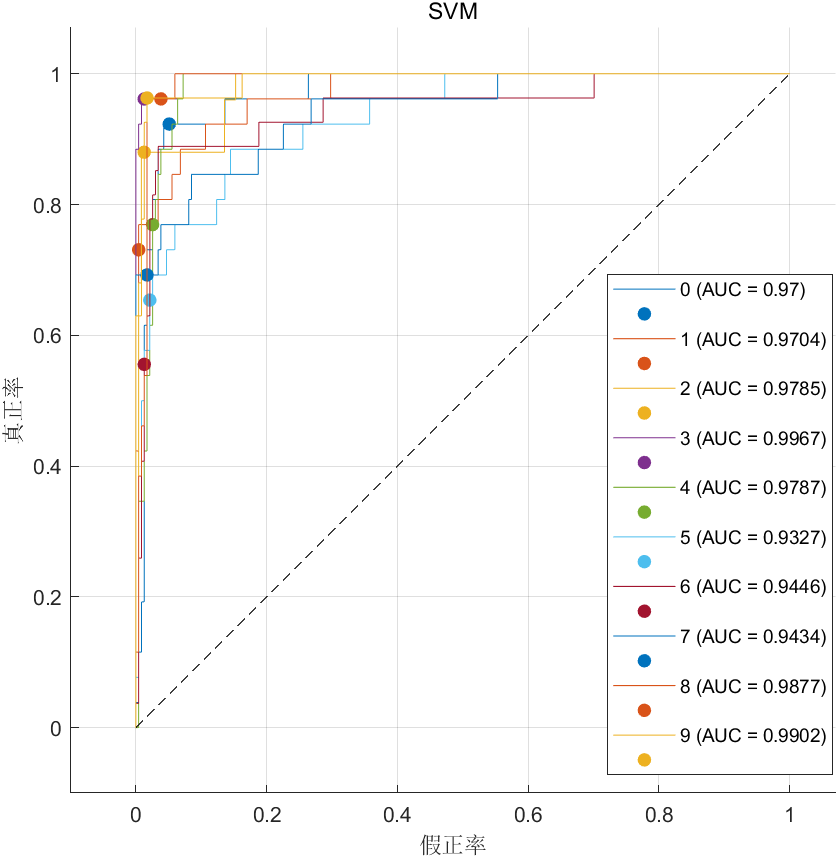 SVM
1
0.8
0.6
0.4
0.2
0
真正率
0
0.2
0.4
0.6
0.8
1
假正率
0 (AUC = 0.97)
1 (AUC = 0.9704)
2 (AUC = 0.9785)
3 (AUC = 0.9967)
4 (AUC = 0.9787)
5 (AUC = 0.9327)
6 (AUC = 0.9446)
7 (AUC = 0.9434)
8 (AUC = 0.9877)
9 (AUC = 0.9902)